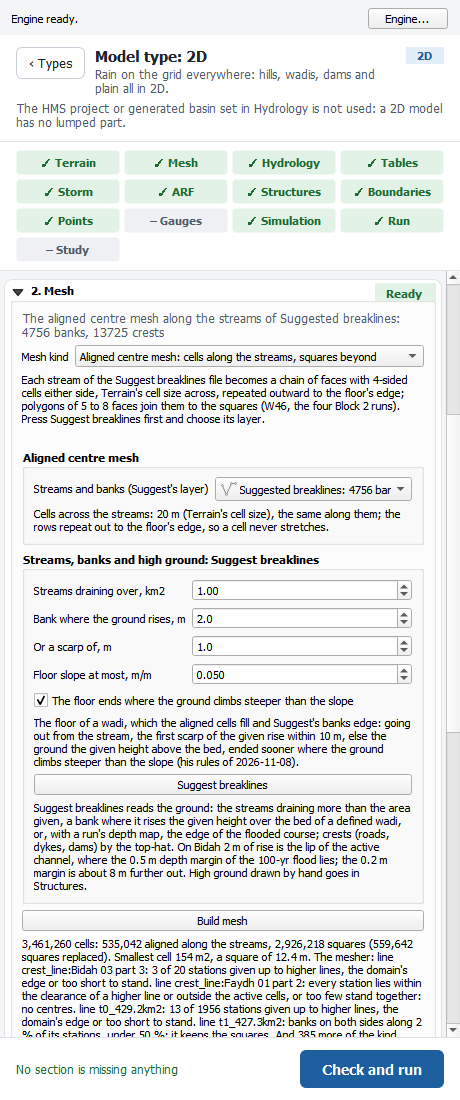 Engine ready.
Engine...
‹ Types
Model type: 2D
2D
Rain on the grid everywhere: hills, wadis, dams and
plain all in 2D.
The HMS project or generated basin set in Hydrology is not used: a 2D model
has no lumped part.
✓ Terrain
✓ Mesh
✓ Hydrology
✓ Tables
✓ Storm
✓ ARF
✓ Structures
✓ Boundaries
✓ Points
– Gauges
✓ Simulation
✓ Run
– Study
2. Mesh
Ready
The aligned centre mesh along the streams of Suggested breaklines:
4756 banks, 13725 crests
Mesh kind
Aligned centre mesh: cells along the streams, squares beyond
Each stream of the Suggest breaklines file becomes a chain of faces with 4-sided
cells either side, Terrain's cell size across, repeated outward to the floor's edge;
polygons of 5 to 8 faces join them to the squares (W46, the four Block 2 runs).
Press Suggest breaklines first and choose its layer.
Aligned centre mesh
Streams and banks (Suggest's layer)
Suggested breaklines: 4756 bar
Cells across the streams: 20 m (Terrain's cell size), the same along them; the
rows repeat out to the floor's edge, so a cell never stretches.
Streams, banks and high ground: Suggest breaklines
Streams draining over, km2
1.00
Bank where the ground rises, m
2.0
Or a scarp of, m
1.0
Floor slope at most, m/m
0.050
The floor ends where the ground climbs steeper than the slope
The floor of a wadi, which the aligned cells fill and Suggest's banks edge: going
out from the stream, the first scarp of the given rise within 10 m, else the
ground the given height above the bed, ended sooner where the ground
climbs steeper than the slope (his rules of 2026-11-08).
Suggest breaklines
Suggest breaklines reads the ground: the streams draining more than the area
given, a bank where it rises the given height over the bed of a defined wadi,
or, with a run's depth map, the edge of the flooded course; crests (roads,
dykes, dams) by the top-hat. On Bidah 2 m of rise is the lip of the active
channel, where the 0.5 m depth margin of the 100-yr flood lies; the 0.2 m
margin is about 8 m further out. High ground drawn by hand goes in
Structures.
Build mesh
3,461,260 cells: 535,042 aligned along the streams, 2,926,218 squares (559,642
squares replaced). Smallest cell 154 m2, a square of 12.4 m. The mesher: line
crest_line:Bidah 03 part 3: 3 of 20 stations given up to higher lines, the domain's
edge or too short to stand. line crest_line:Faydh 01 part 2: every station lies within
the clearance of a higher line or outside the active cells, or too few stand together:
no centres. line t0_429.2km2: 13 of 1956 stations given up to higher lines, the
domain's edge or too short to stand. line t1_427.3km2: banks on both sides along 2
% of its stations, under 50 %: it keeps the squares. And 385 more of the kind.
No section is missing anything
Check and run